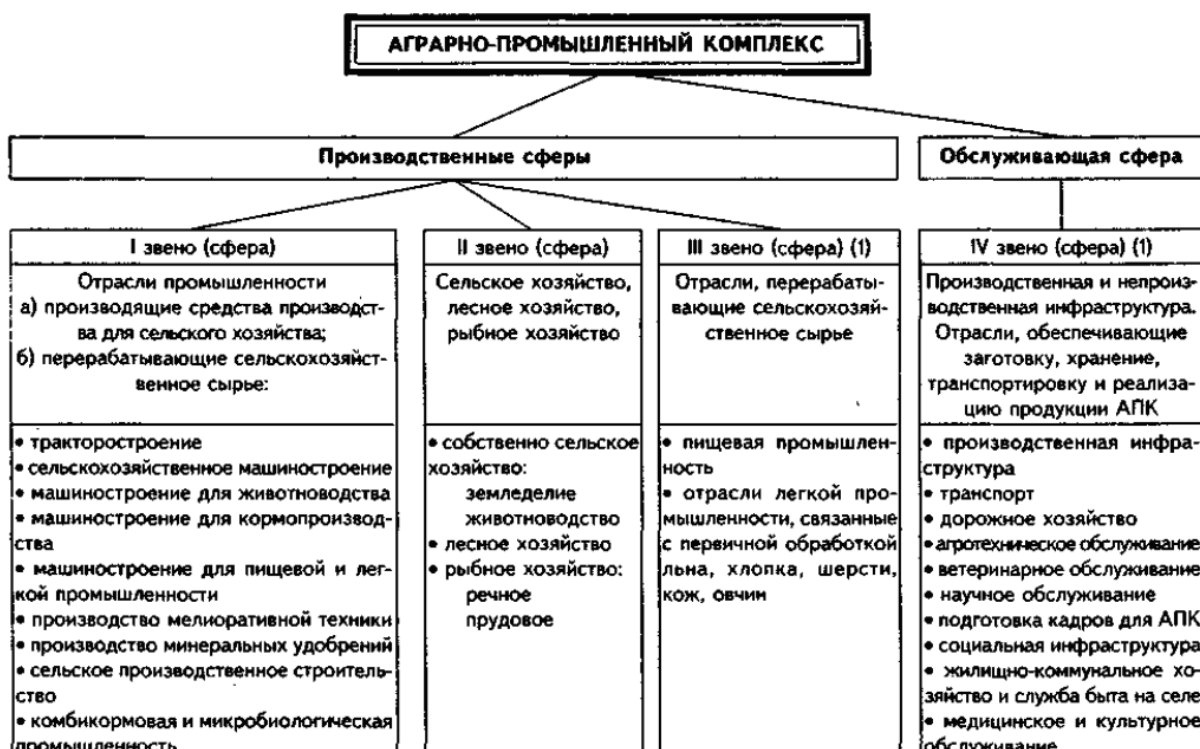 АГРАРНО-ПРОМЫШЛЕННЫЙ КОМПЛЕКС
Производственные сферы
Обслуживающая сфера
I звено (сфера)
Отрасли промышленности
а) производящие средства производст-
ва для сельского хозяйства;
б) перерабатывающие сельскохозяйст-
венное сырье:
• тракторостроение
• сельскохозяйственное машиностроение
• машиностроение для животноводства
• машиностроение для кормопроизвод-
ства
• машиностроение для пищевой и лег-
кой промышленности
• производство мелиоративной техники
• производство минеральных удобрений
• сельское производственное строитель-
ство
• комбикормовая и микробиологическая
промышленность
II звено (сфера)
Сельское хозяйство,
лесное хозяйство,
рыбное хозяйство
• собственно сельское
хозяйство:
земледелие
животноводство
• лесное хозяйство
• рыбное хозяйство:
речное
прудовое
III звено (сфера) (1)
Отрасли, перерабаты-
вающие сельскохозяй-
ственное сырье
• пищевая промышлен-
ность
• отрасли легкой про-
мышленности, связанные
с первичной обработкой
льна, хлопка, шерсти,
кож, овчин
IV звено (сфера) (1)
Производственная и непроиз-
водственная инфраструктура.
Отрасли, обеспечивающие
заготовку, хранение,
транспортировку и реализа-
цию продукции АПК
• производственная инфра-
структура
• транспорт
• дорожное хозяйство
• агротехническое обслуживание
• ветеринарное обслуживание
• научное обслуживание
• подготовка кадров для АПК
• социальная инфраструктура
• жилищно-коммунальное хо-
зяйство и служба быта на селе
• медицинское и культурное
обслуживание